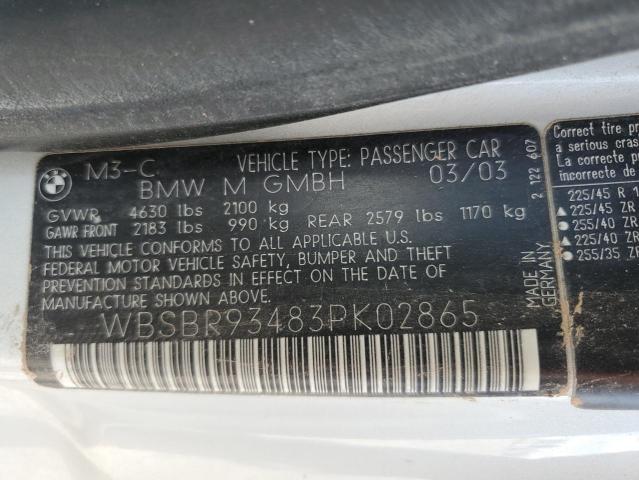 BMW
M3-C VEHICLE TYPE: PASSENGER CAR
BMW M GMBH 03/03
GVWR 4630 lbs 2100 kg
GAWR FRONT 2183 lbs 990 kg REAR 2579 lbs 1170 kg
THIS VEHICLE CONFORMS TO ALL APPLICABLE U.S.
FEDERAL MOTOR VEHICLE SAFETY, BUMPER AND THEFT
PREVENTION STANDARDS IN EFFECT ON THE DATE OF
MANUFACTURE SHOWN ABOVE.
WBSBR93483PK02865
2 122 607
MADE IN
GERMANY
Correct tire pr
a serious cras
incorrecte de
225/45 R 1
▲ 225/45 ZR
● 255/40 ZR
▲ 225/40 ZR
● 255/35 ZR